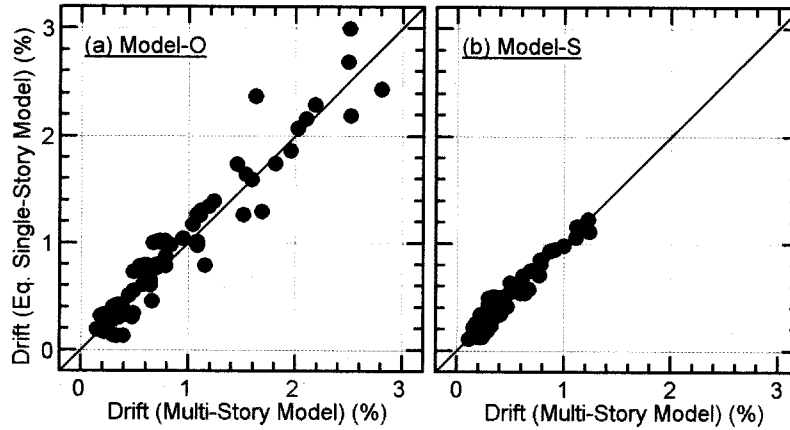 3
2
1
0
Drift (Eq. Single-Story Model) (%)
(a) Model-O
(b) Model-S
0 1 2 3
0 1 2 3
Drift (Multi-Story Model) (%)
Drift (Multi-Story Model) (%)